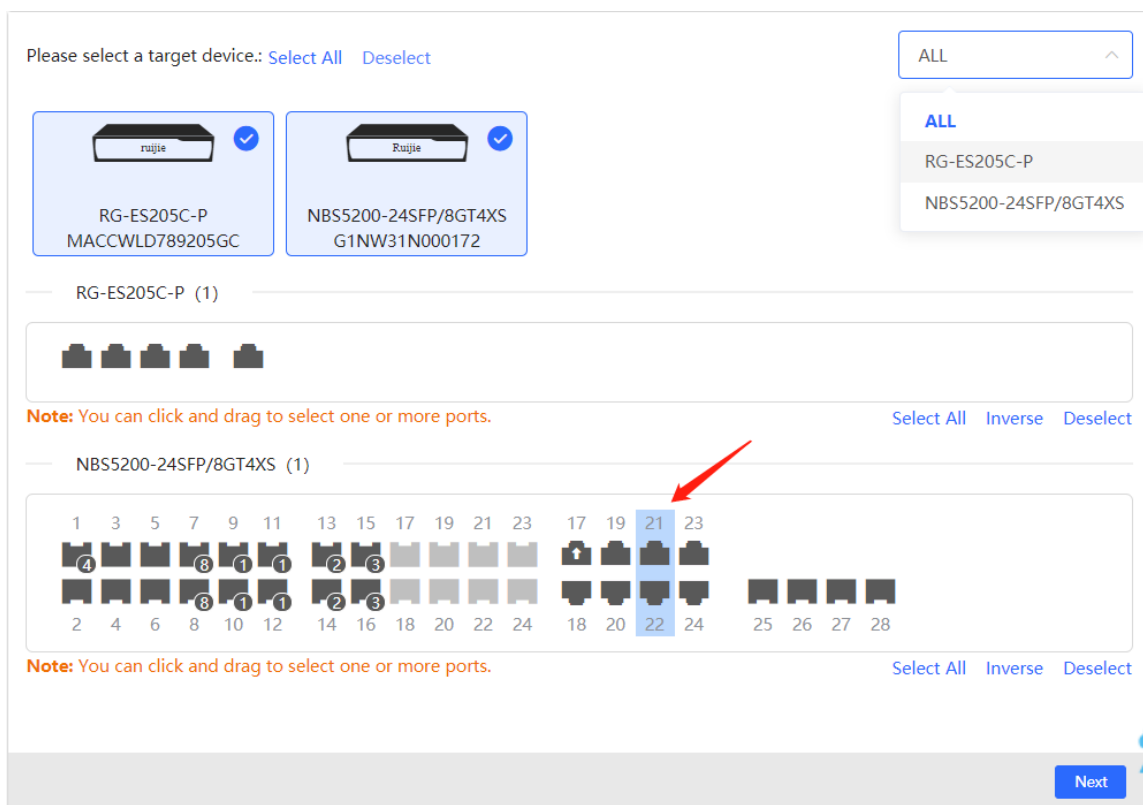 Please select a target device.: Select All Deselect
ALL
ALL
RG-ES205C-P
NBS5200-24SFP/8GT4XS
ruijie
Ruijie
RG-ES205C-P
MACCWLD789205GC
NBS5200-24SFP/8GT4XS
G1NW31N000172
RG-ES205C-P (1)
Note: You can click and drag to select one or more ports.
Select All Inverse Deselect
NBS5200-24SFP/8GT4XS (1)
1 3 5 7 9 11 13 15 17 19 21 23 17 19 21 23
4 8 1 1 2 3
8 1 1 2 3
2 4 6 8 10 12 14 16 18 20 22 24 18 20 22 24 25 26 27 28
Note: You can click and drag to select one or more ports.
Select All Inverse Deselect
Next